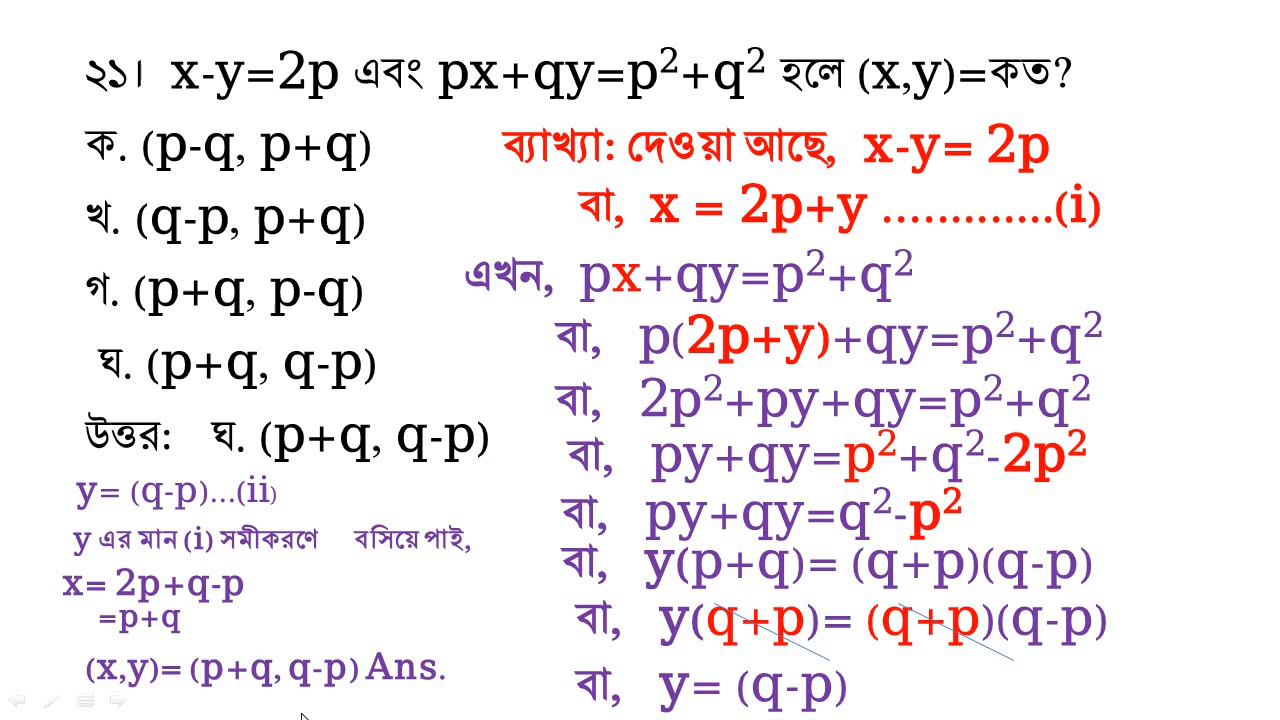 ২১। x-y=2p এবং px+qy=p²+q² হলে (x,y)=কত?
ক. (p-q, p+q)
খ. (q-p, p+q)
গ. (p+q, p-q)
ঘ. (p+q, q-p)
উত্তর: ঘ. (p+q, q-p)
ব্যাখ্যা: দেওয়া আছে, x-y= 2p
বা, x = 2p+y .............(i)
এখন, px+qy=p²+q²
বা, p(2p+y)+qy=p²+q²
বা, 2p²+py+qy=p²+q²
বা, py+qy=p²+q²-2p²
বা, py+qy=q²-p²
বা, y(p+q)= (q+p)(q-p)
বা, y(q+p)= (q+p)(q-p)
বা, y= (q-p)
y= (q-p)...(ii)
y এর মান (i) সমীকরণে বসিয়ে পাই,
x= 2p+q-p
=p+q
(x,y)= (p+q, q-p) Ans.